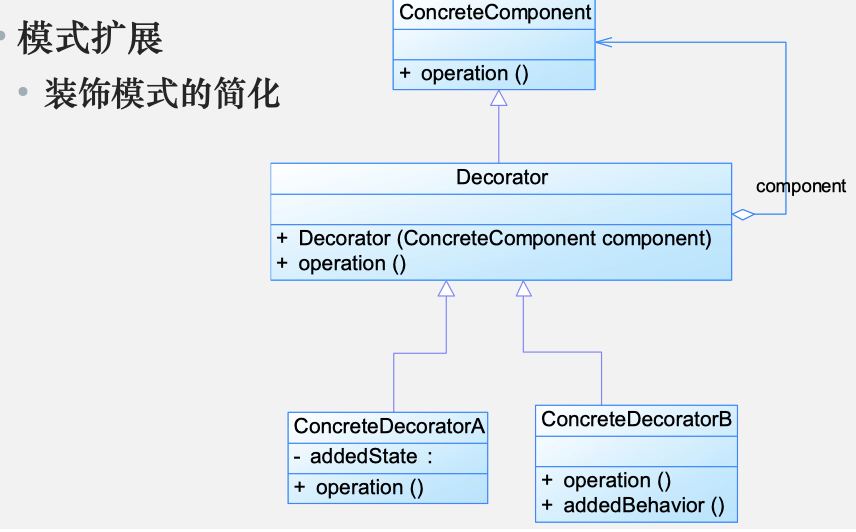 • 模式扩展
• 装饰模式的简化
ConcreteComponent
+ operation ()
Decorator
+ Decorator (ConcreteComponent component)
+ operation ()
component
ConcreteDecoratorA
- addedState :
+ operation ()
ConcreteDecoratorB
+ operation ()
+ addedBehavior ()